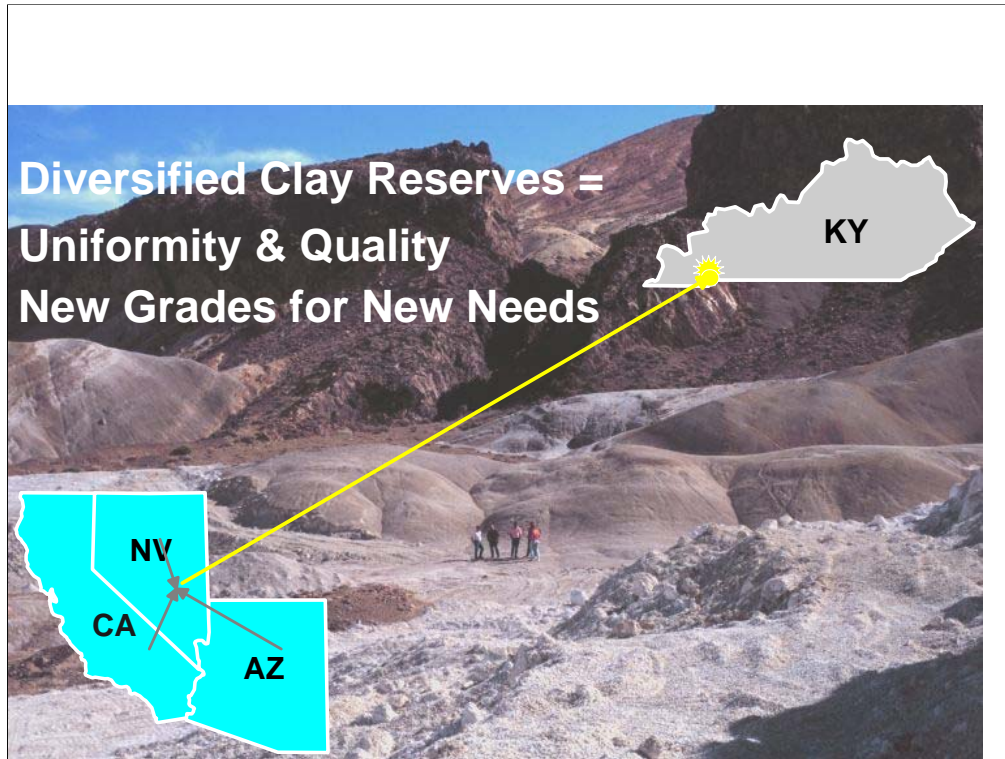 Diversified Clay Reserves =
Uniformity & Quality
New Grades for New Needs
KY
NV
CA
AZ